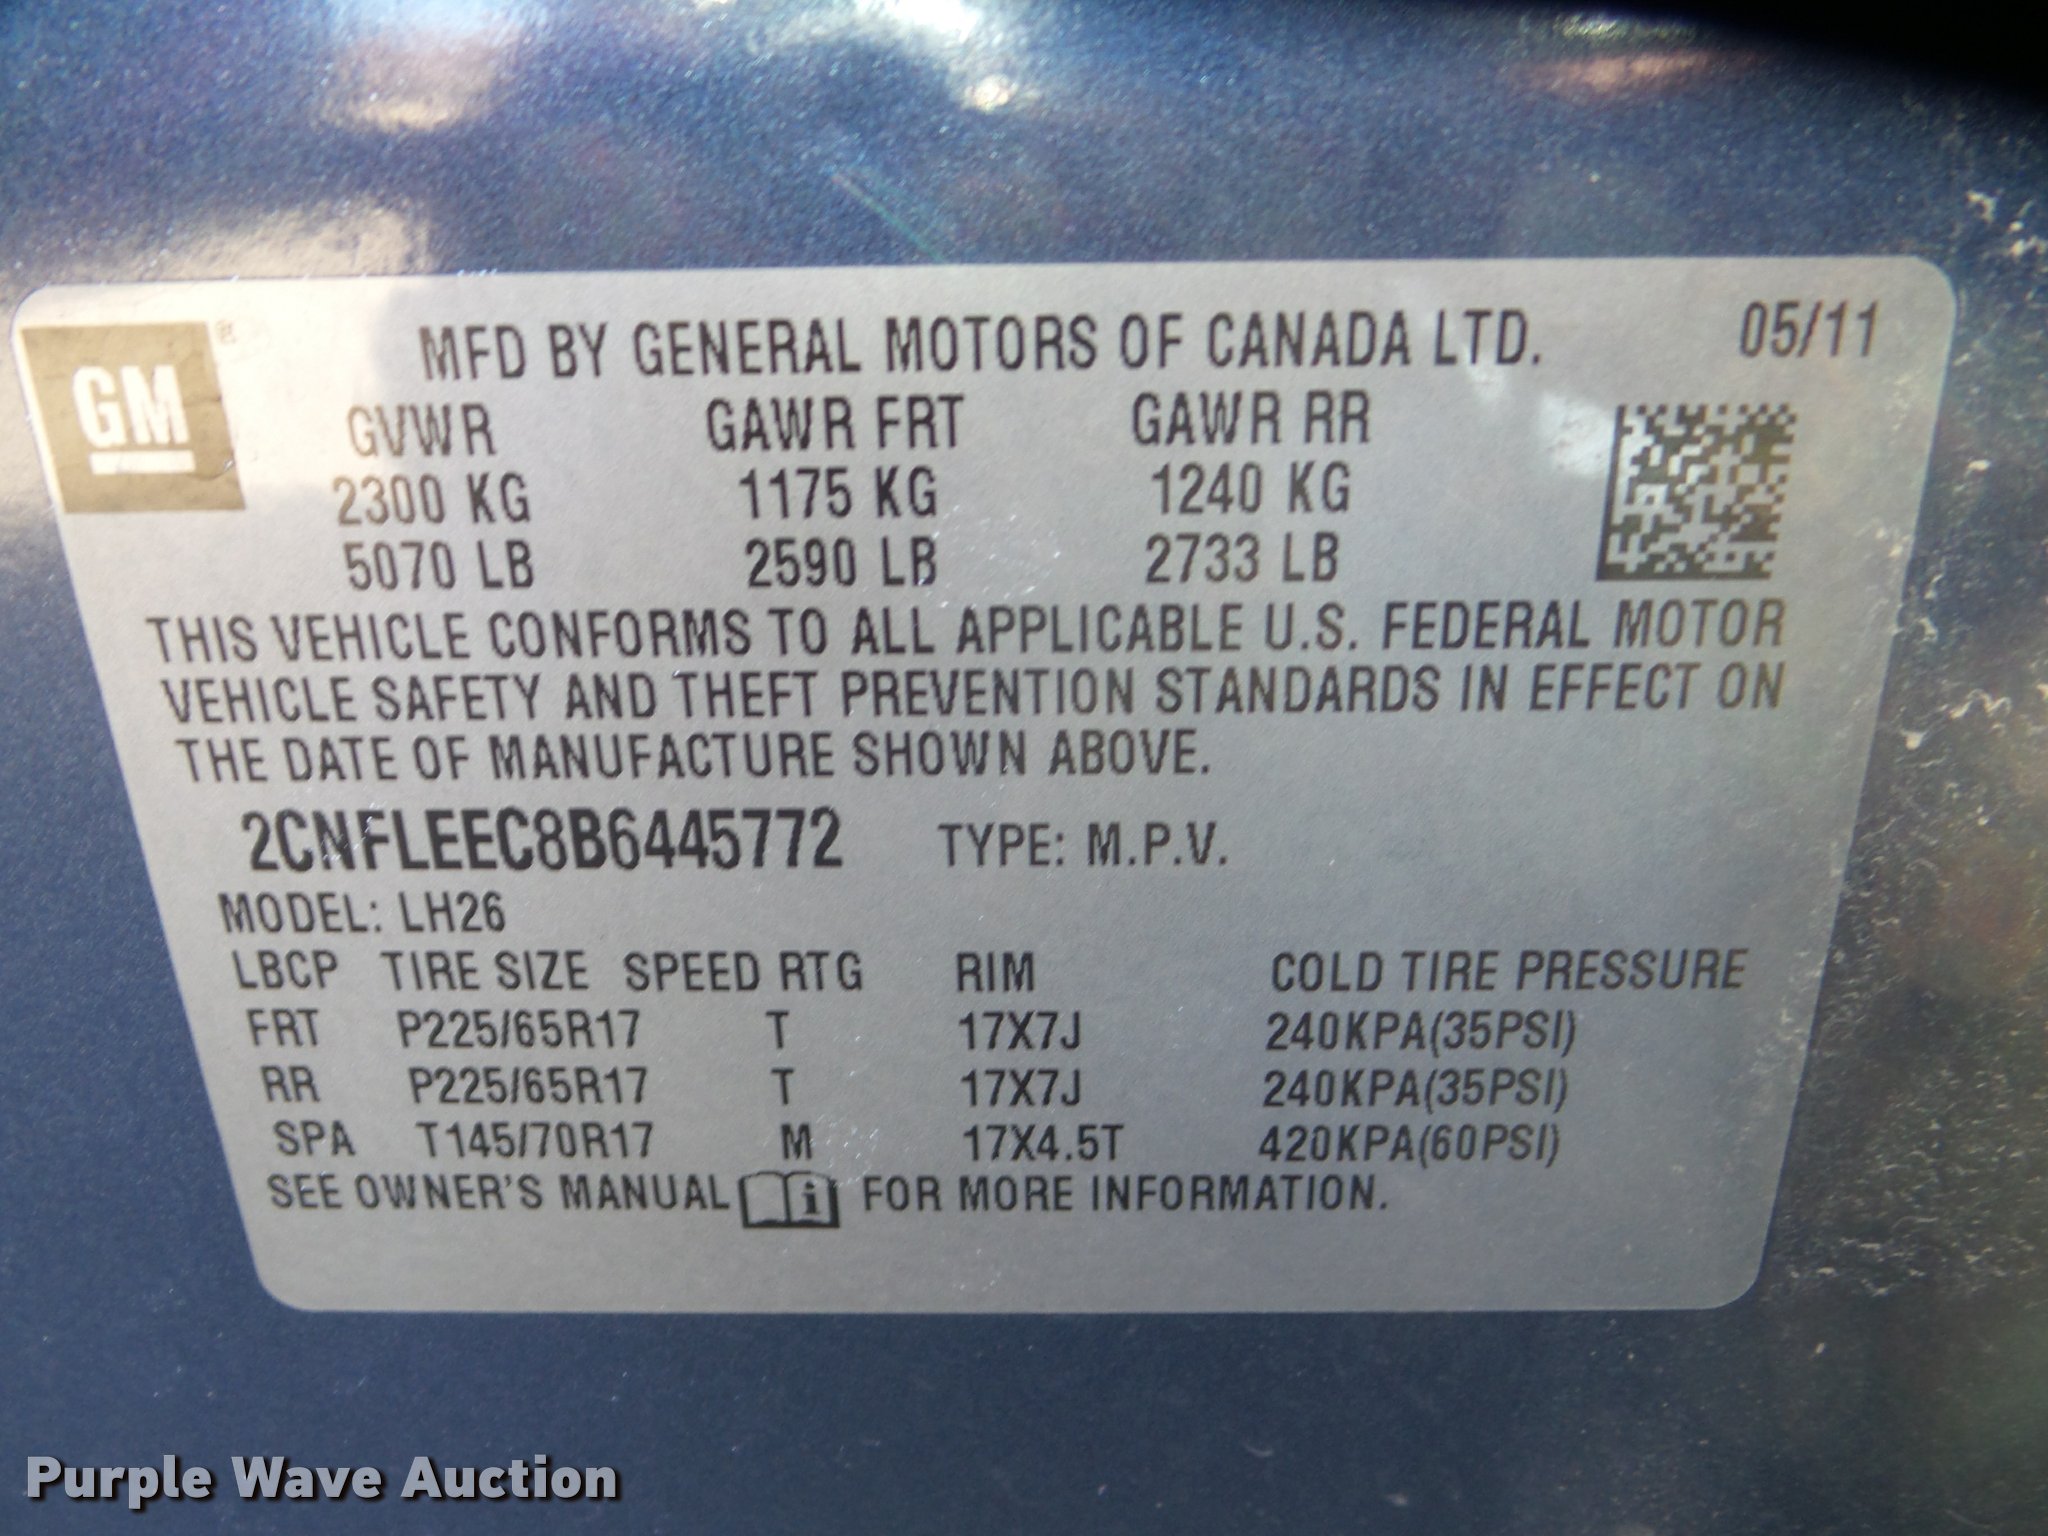 GM ®
MFD BY GENERAL MOTORS OF CANADA LTD. 05/11
GVWR GAWR FRT GAWR RR
2300 KG 1175 KG 1240 KG
5070 LB 2590 LB 2733 LB
THIS VEHICLE CONFORMS TO ALL APPLICABLE U.S. FEDERAL MOTOR
VEHICLE SAFETY AND THEFT PREVENTION STANDARDS IN EFFECT ON
THE DATE OF MANUFACTURE SHOWN ABOVE.
2CNFLEEC8B6445772 TYPE: M.P.V.
MODEL: LH26
LBCP TIRE SIZE SPEED RTG RIM COLD TIRE PRESSURE
FRT P225/65R17 T 17X7J 240KPA(35PSI)
RR P225/65R17 T 17X7J 240KPA(35PSI)
SPA T145/70R17 M 17X4.5T 420KPA(60PSI)
SEE OWNER'S MANUAL i FOR MORE INFORMATION.
Purple Wave Auction